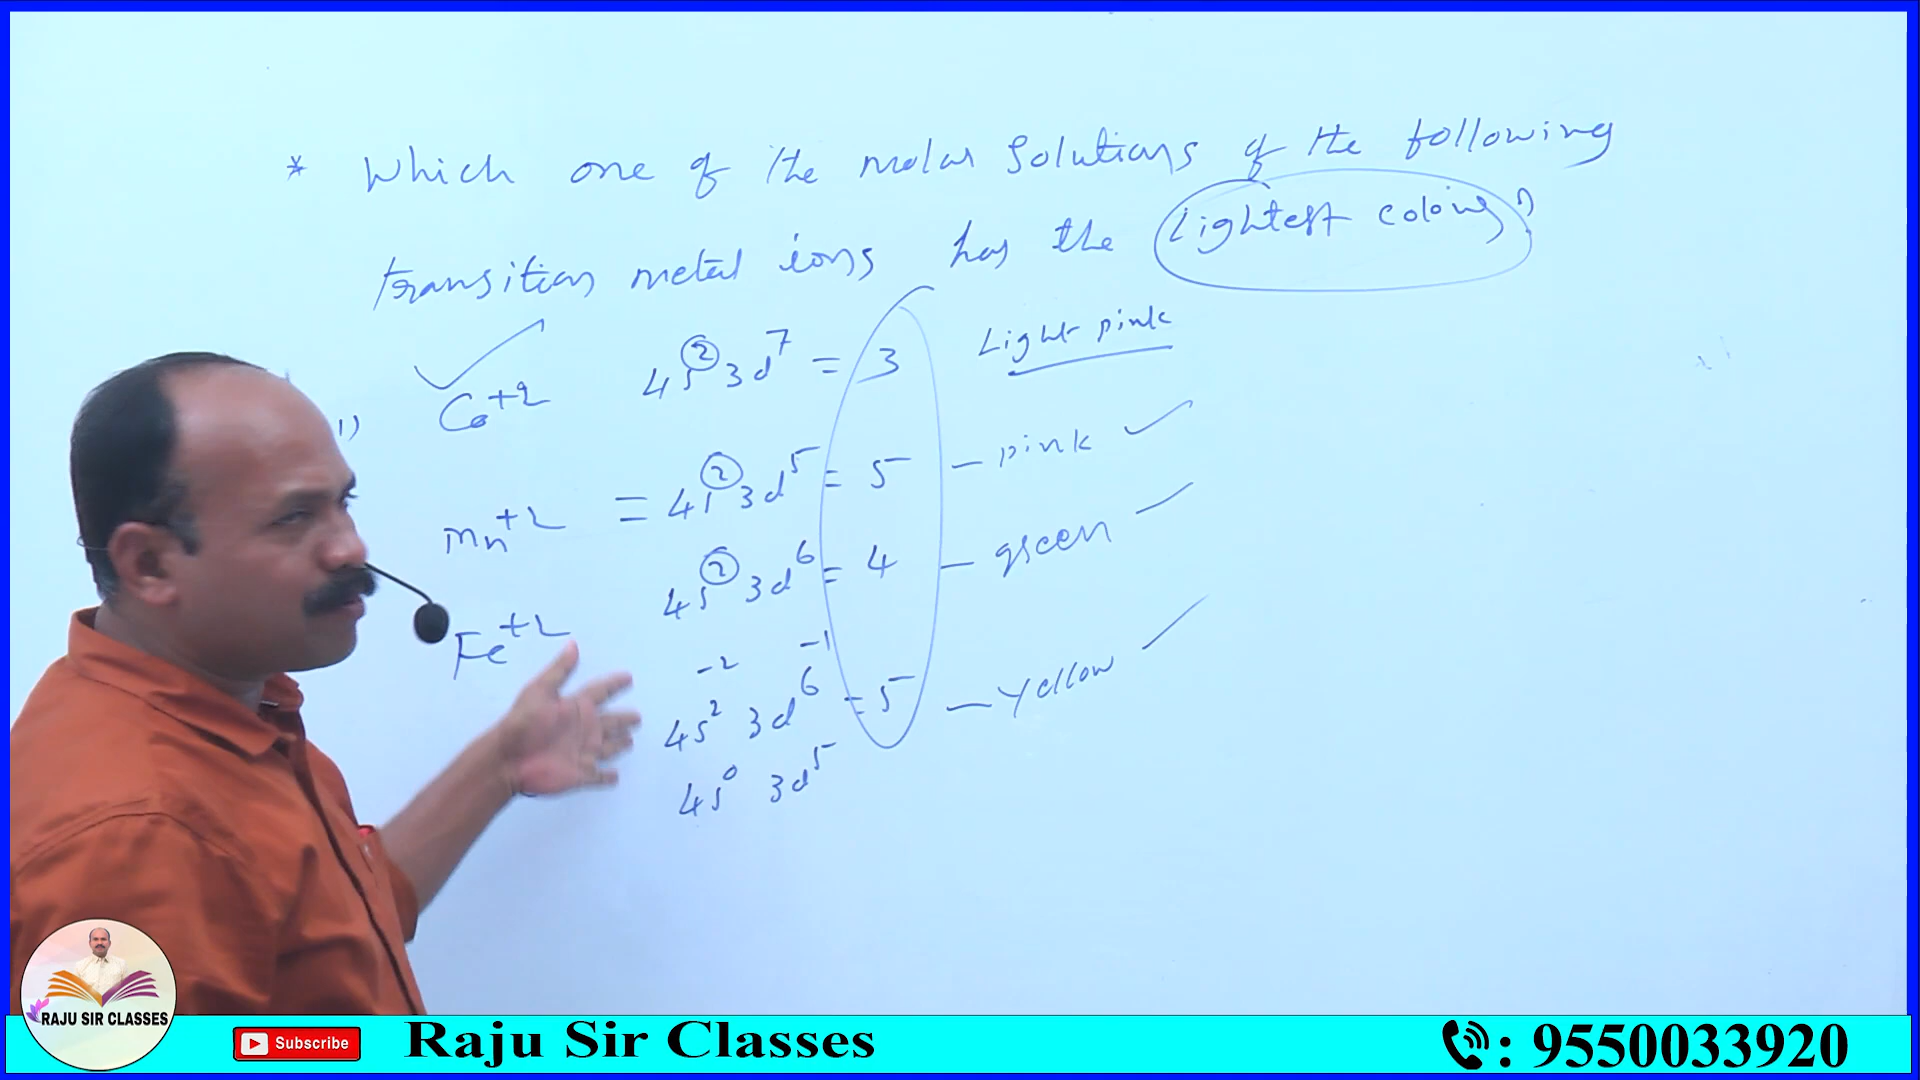 * Which one of the molar solutions of the following
transition metal ions has the Lightest colour?
1) Co+2 4s2 3d7 = 3 Light pink
Mn+2 = 4s2 3d5 = 5 - pink
Fe+2 4s2 3d6 = 4 - green
-2 -1
4s2 3d6 = 5 - yellow
4s0 3d5
RAJU SIR CLASSES
Subscribe
Raju Sir Classes
: 9550033920